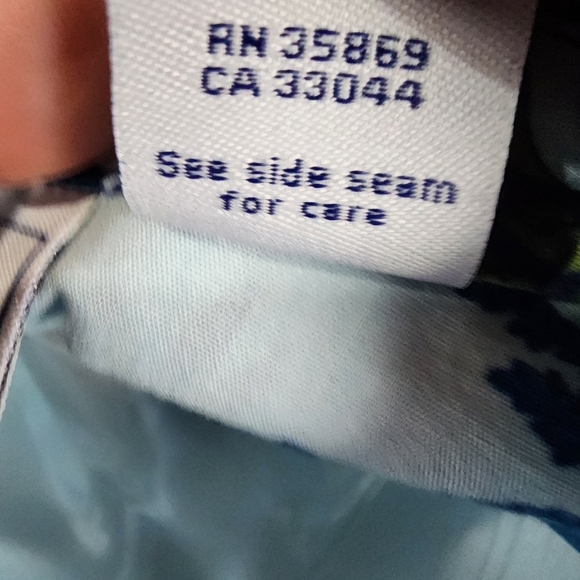 RN 35869
CA 33044
See side seam
for care